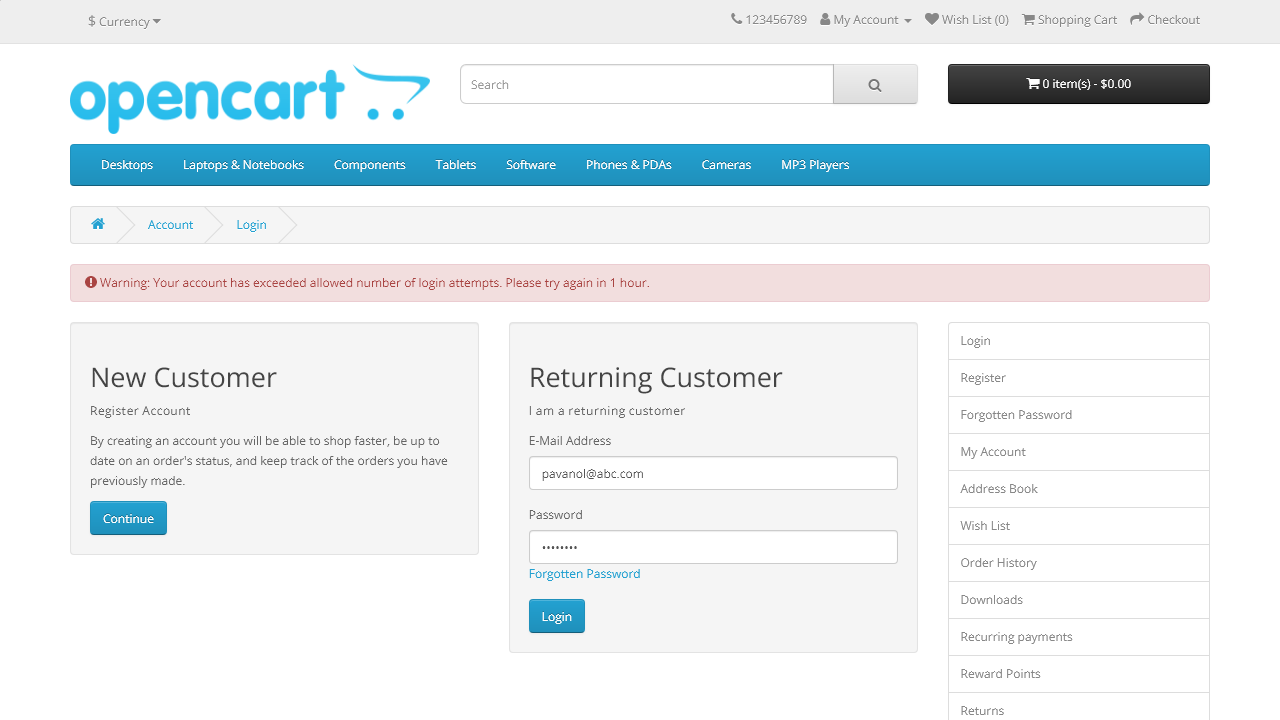 $ Currency
123456789 My Account Wish List (0) Shopping Cart Checkout
opencart
Search
0 item(s) - $0.00
Desktops Laptops & Notebooks Components Tablets Software Phones & PDAs Cameras MP3 Players
Account Login
Warning: Your account has exceeded allowed number of login attempts. Please try again in 1 hour.
New Customer
Register Account
By creating an account you will be able to shop faster, be up to
date on an order's status, and keep track of the orders you have
previously made.
Continue
Returning Customer
I am a returning customer
E-Mail Address
pavanol@abc.com
Password
••••••••
Forgotten Password
Login
Login
Register
Forgotten Password
My Account
Address Book
Wish List
Order History
Downloads
Recurring payments
Reward Points
Returns